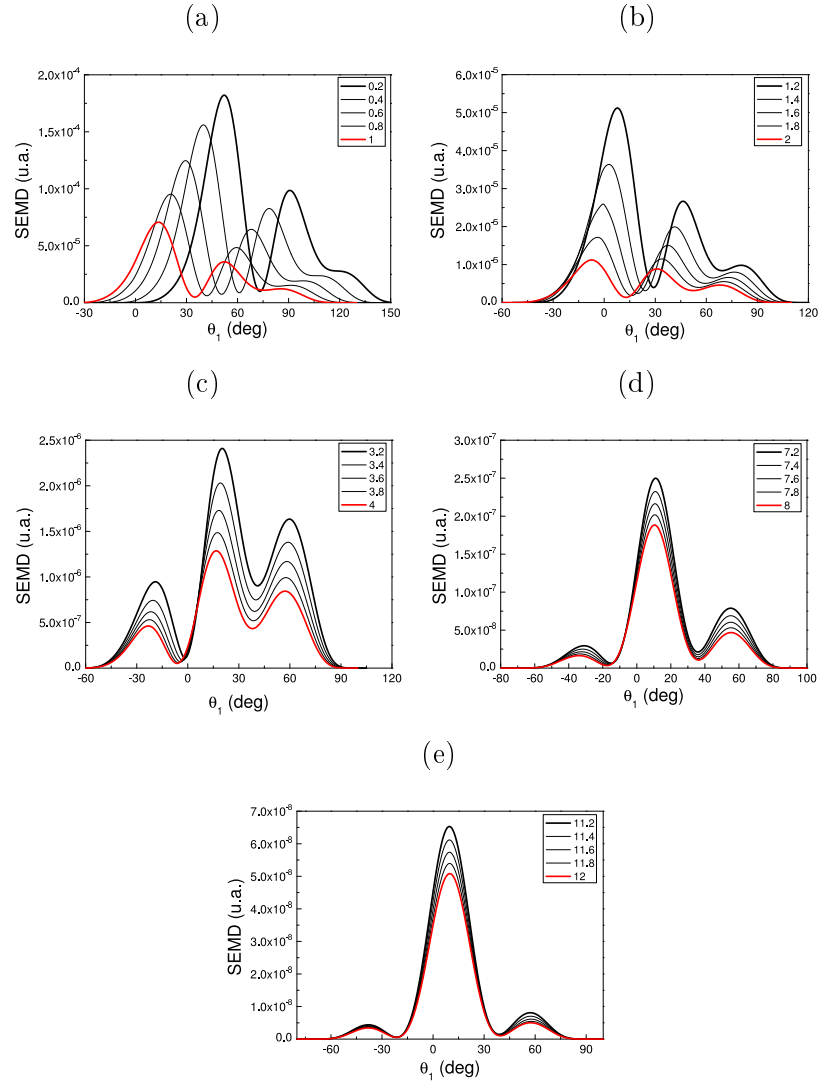 (a)
2.0x10⁻⁴
1.5x10⁻⁴
1.0x10⁻⁴
5.0x10⁻⁵
0.0
SEMD (u.a.)
0.2
0.4
0.6
0.8
1
-30 0 30 60 90 120 150
θ₁ (deg)
(b)
6.0x10⁻⁵
5.0x10⁻⁵
4.0x10⁻⁵
3.0x10⁻⁵
2.0x10⁻⁵
1.0x10⁻⁵
0.0
SEMD (u.a.)
1.2
1.4
1.6
1.8
2
-60 -30 0 30 60 90 120
θ₁ (deg)
(c)
2.5x10⁻⁶
2.0x10⁻⁶
1.5x10⁻⁶
1.0x10⁻⁶
5.0x10⁻⁷
0.0
SEMD (u.a.)
3.2
3.4
3.6
3.8
4
-60 -30 0 30 60 90 120
θ₁ (deg)
(d)
3.0x10⁻⁷
2.5x10⁻⁷
2.0x10⁻⁷
1.5x10⁻⁷
1.0x10⁻⁷
5.0x10⁻⁸
0.0
SEMD (u.a.)
7.2
7.4
7.6
7.8
8
-80 -60 -40 -20 0 20 40 60 80 100
θ₁ (deg)
(e)
7.0x10⁻⁸
6.0x10⁻⁸
5.0x10⁻⁸
4.0x10⁻⁸
3.0x10⁻⁸
2.0x10⁻⁸
1.0x10⁻⁸
0.0
SEMD (u.a.)
11.2
11.4
11.6
11.8
12
-60 -30 0 30 60 90
θ₁ (deg)